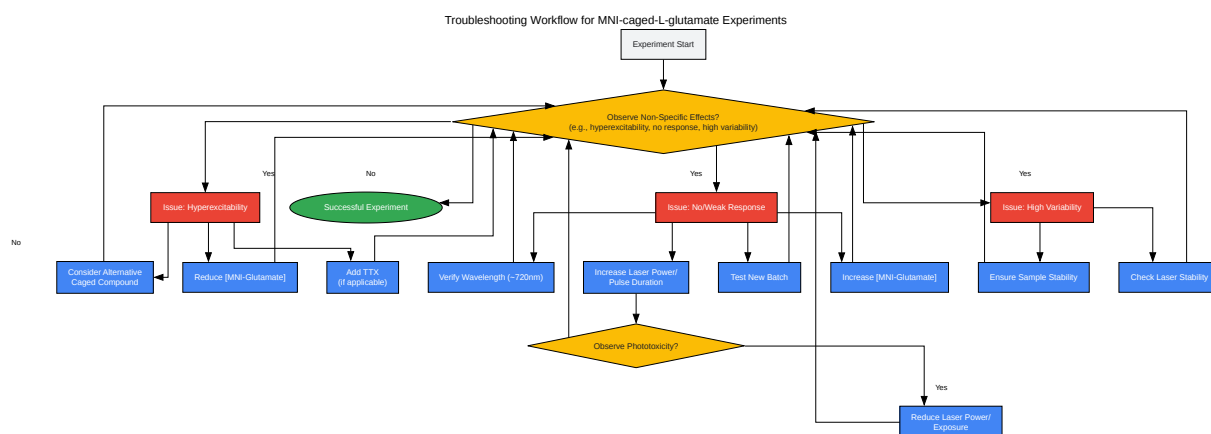 Troubleshooting Workflow for MNI-caged-L-glutamate Experiments
Experiment Start
Observe Non-Specific Effects?
(e.g., hyperexcitability, no response, high variability)
Yes
No
Yes
Yes
Issue: Hyperexcitability
Successful Experiment
Issue: No/Weak Response
Issue: High Variability
No
Consider Alternative
Caged Compound
Reduce [MNI-Glutamate]
Add TTX
(if applicable)
Verify Wavelength (~720nm)
Increase Laser Power/
Pulse Duration
Test New Batch
Increase [MNI-Glutamate]
Ensure Sample Stability
Check Laser Stability
Observe Phototoxicity?
Yes
Reduce Laser Power/
Exposure